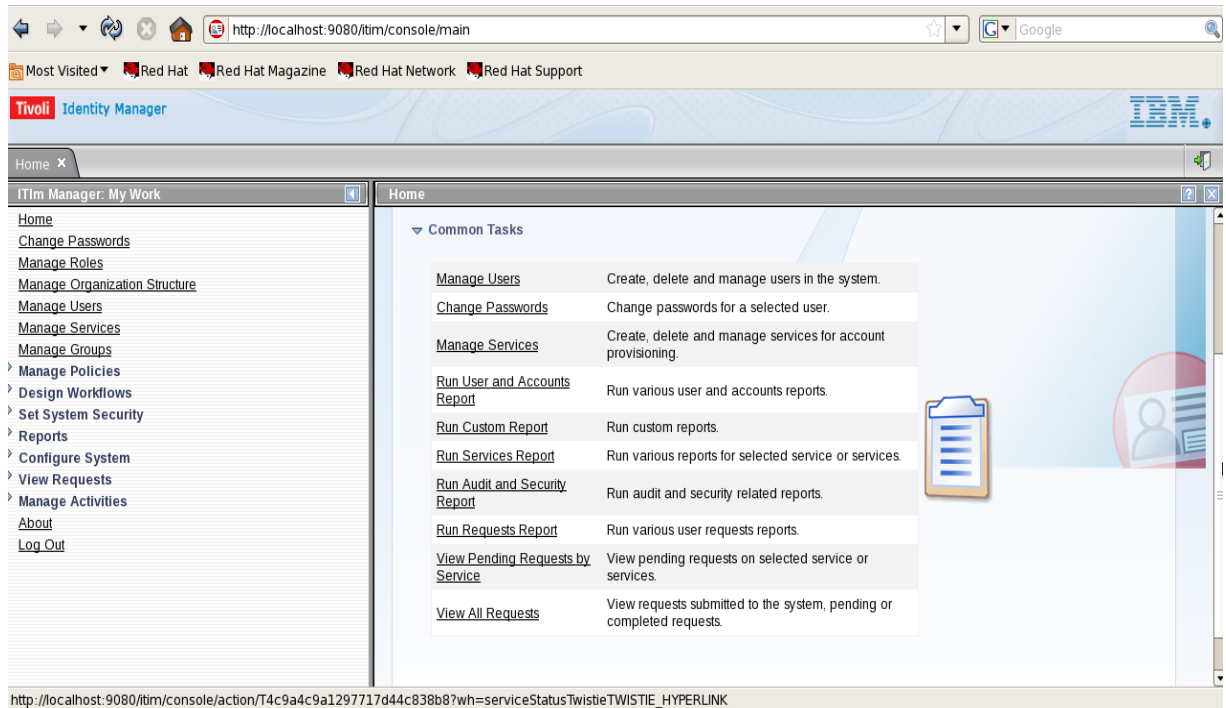 http://localhost:9080/itim/console/main
G
Google
Most Visited Red Hat Red Hat Magazine Red Hat Network Red Hat Support
Tivoli Identity Manager
IBM.
Home
ITIm Manager: My Work
Home
Change Passwords
Manage Roles
Manage Organization Structure
Manage Users
Manage Services
Manage Groups
Manage Policies
Design Workflows
Set System Security
Reports
Configure System
View Requests
Manage Activities
About
Log Out
Home
?
Common Tasks
Manage Users Create, delete and manage users in the system.
Change Passwords Change passwords for a selected user.
Manage Services Create, delete and manage services for account
provisioning.
Run User and Accounts
Report
Run various user and accounts reports.
Run Custom Report Run custom reports.
Run Services Report Run various reports for selected service or services.
Run Audit and Security
Report
Run audit and security related reports.
Run Requests Report Run various user requests reports.
View Pending Requests by
Service
View pending requests on selected service or
services.
View All Requests View requests submitted to the system, pending or
completed requests.
http://localhost:9080/itim/console/action/T4c9a4c9a1297717d44c838b8?wh=serviceStatusTwistieTWISTIE_HYPERLINK